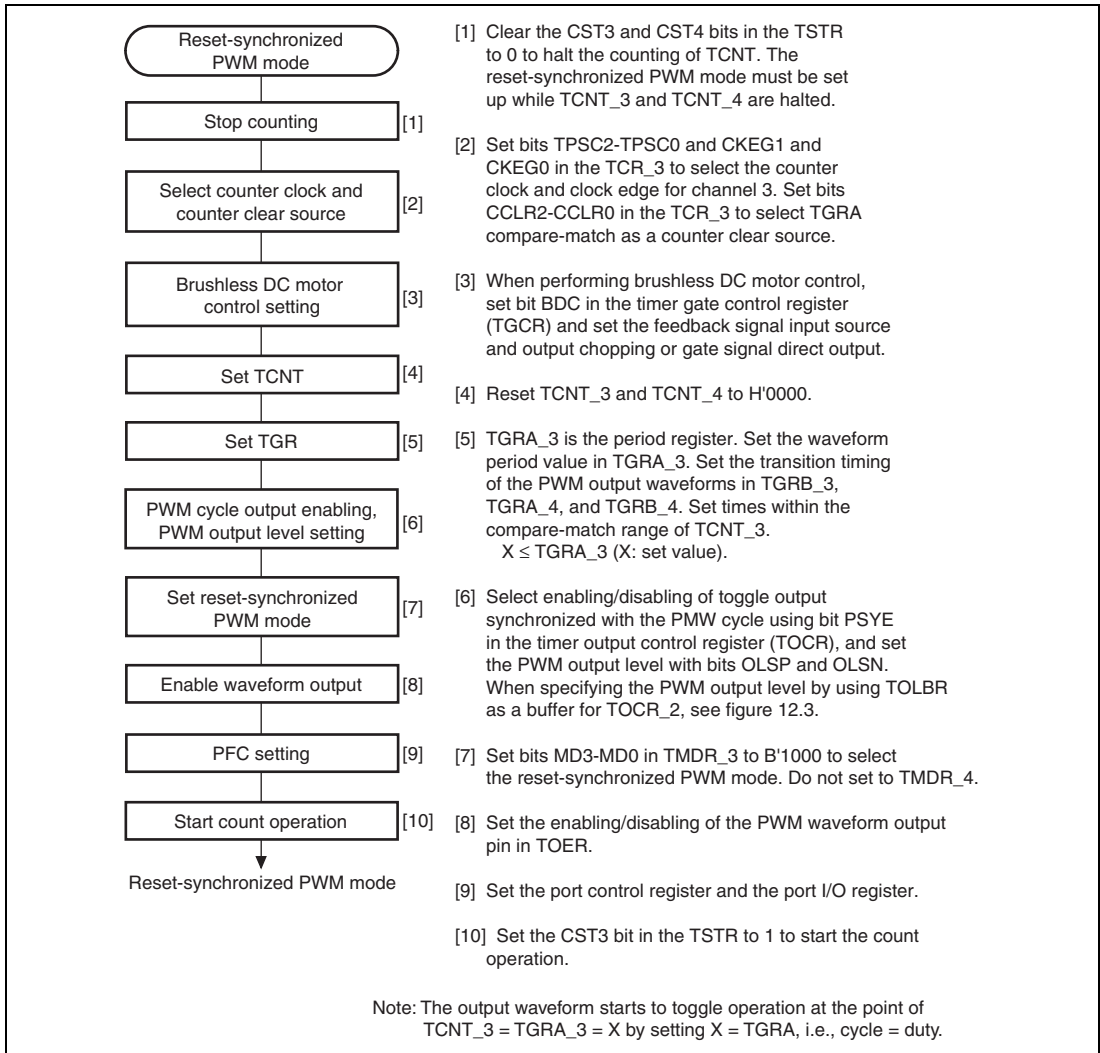 Reset-synchronized
PWM mode
Stop counting
[1]
Select counter clock and
counter clear source
[2]
Brushless DC motor
control setting
[3]
Set TCNT
[4]
Set TGR
[5]
PWM cycle output enabling,
PWM output level setting
[6]
Set reset-synchronized
PWM mode
[7]
Enable waveform output
[8]
PFC setting
[9]
Start count operation
[10]
Reset-synchronized PWM mode
[1] Clear the CST3 and CST4 bits in the TSTR
to 0 to halt the counting of TCNT. The
reset-synchronized PWM mode must be set
up while TCNT_3 and TCNT_4 are halted.
[2] Set bits TPSC2-TPSC0 and CKEG1 and
CKEG0 in the TCR_3 to select the counter
clock and clock edge for channel 3. Set bits
CCLR2-CCLR0 in the TCR_3 to select TGRA
compare-match as a counter clear source.
[3] When performing brushless DC motor control,
set bit BDC in the timer gate control register
(TGCR) and set the feedback signal input source
and output chopping or gate signal direct output.
[4] Reset TCNT_3 and TCNT_4 to H'0000.
[5] TGRA_3 is the period register. Set the waveform
period value in TGRA_3. Set the transition timing
of the PWM output waveforms in TGRB_3,
TGRA_4, and TGRB_4. Set times within the
compare-match range of TCNT_3.
X ≤ TGRA_3 (X: set value).
[6] Select enabling/disabling of toggle output
synchronized with the PMW cycle using bit PSYE
in the timer output control register (TOCR), and set
the PWM output level with bits OLSP and OLSN.
When specifying the PWM output level by using TOLBR
as a buffer for TOCR_2, see figure 12.3.
[7] Set bits MD3-MD0 in TMDR_3 to B'1000 to select
the reset-synchronized PWM mode. Do not set to TMDR_4.
[8] Set the enabling/disabling of the PWM waveform output
pin in TOER.
[9] Set the port control register and the port I/O register.
[10] Set the CST3 bit in the TSTR to 1 to start the count
operation.
Note: The output waveform starts to toggle operation at the point of
TCNT_3 = TGRA_3 = X by setting X = TGRA, i.e., cycle = duty.